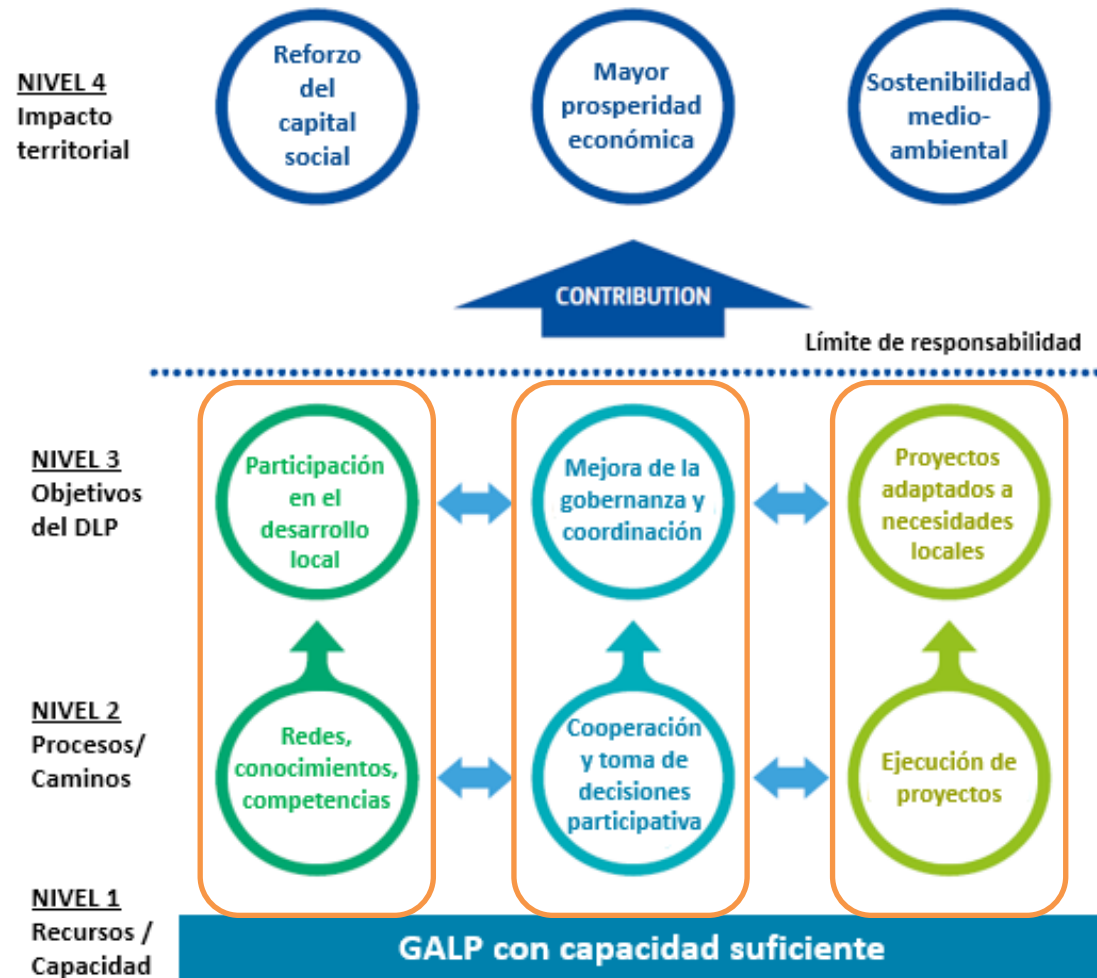 NIVEL 4
Impacto
territorial
Reforzo
del
capital
social
Mayor
prosperidad
económica
Sostenibilidad
medio-
ambiental
CONTRIBUTION
Límite de responsabilidad
NIVEL 3
Objetivos
del DLP
Participación
en el
desarrollo
local
Mejora de la
gobernanza y
coordinación
Proyectos
adaptados a
necesidades
locales
NIVEL 2
Procesos/
Caminos
Redes,
conocimientos,
competencias
Cooperación
y toma de
decisiones
participativa
Ejecución de
proyectos
NIVEL 1
Recursos /
Capacidad
GALP con capacidad suficiente